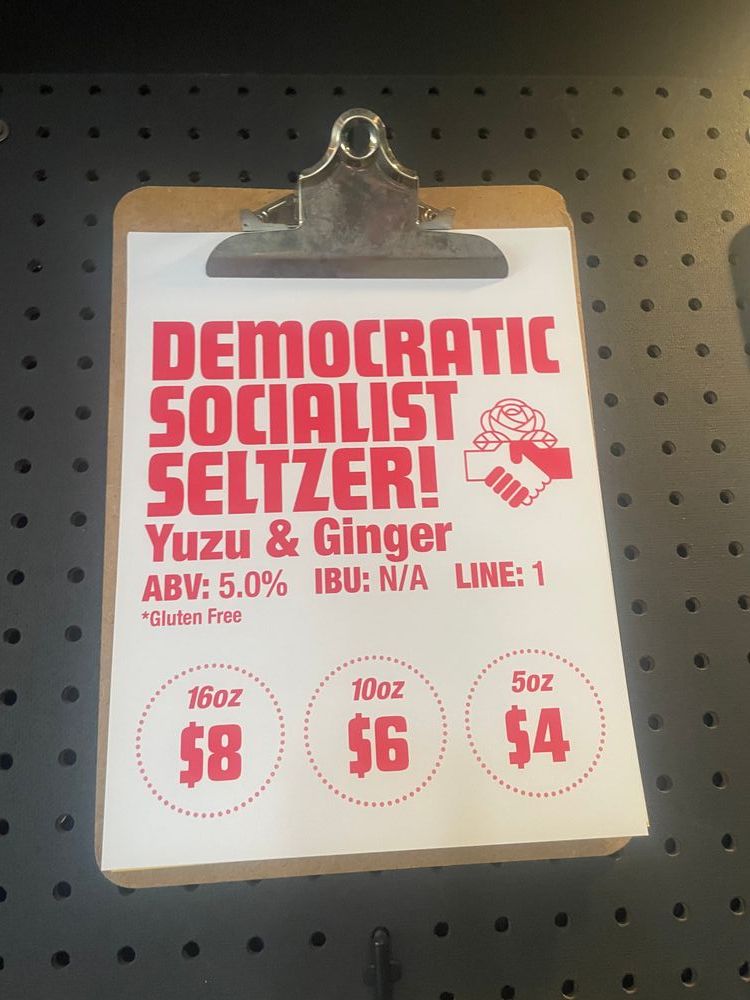 DEMOCRATIC
SOCIALIST
SELTZER!
Yuzu & Ginger
ABV: 5.0% IBU: N/A LINE: 1
*Gluten Free
16oz 10oz 5oz
$8 $6 $4